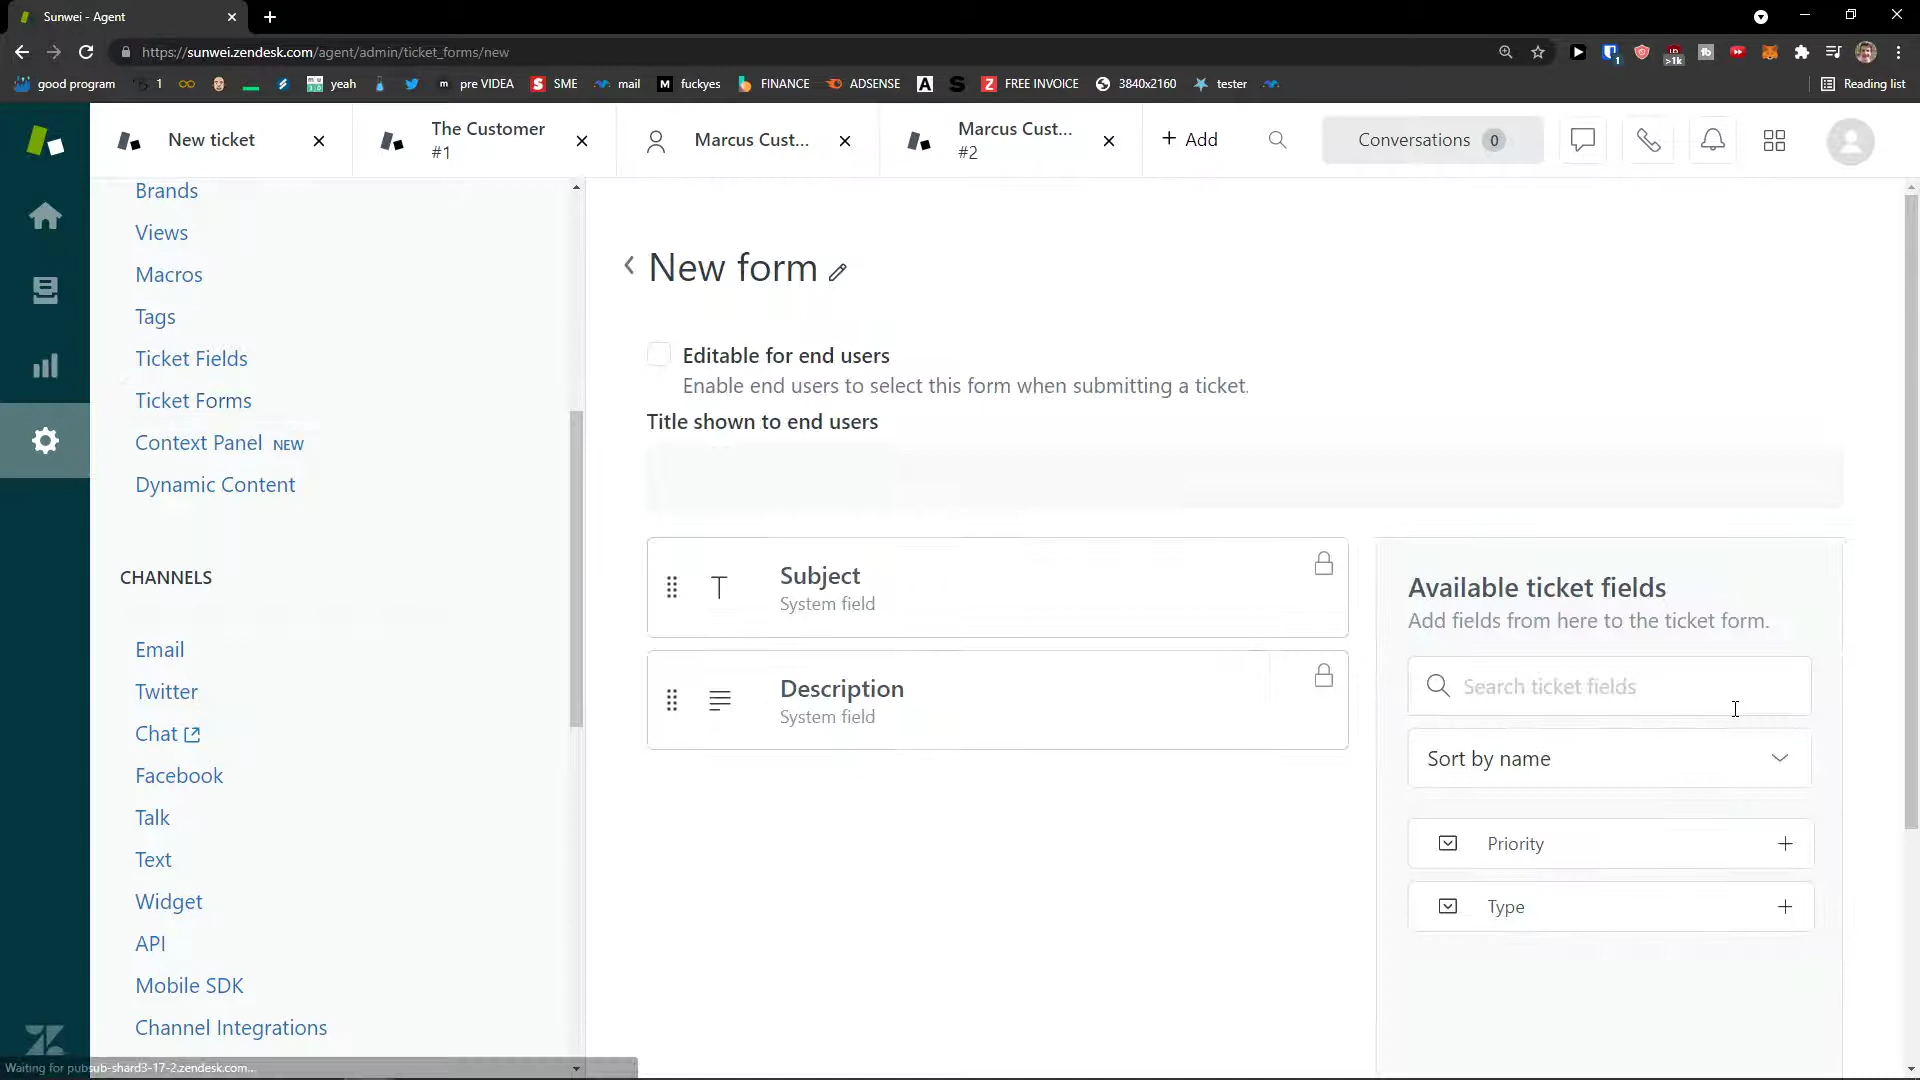 Sunwei - Agent
https://sunwei.zendesk.com/agent/admin/ticket_forms/new
good program
1
yeah
pre VIDEA
SME
mail
fuckyes
FINANCE
ADSENSE
FREE INVOICE
3840x2160
tester
Reading list
New ticket
The Customer
#1
Marcus Cust...
Marcus Cust...
#2
+ Add
Conversations 0
Brands
Views
Macros
Tags
Ticket Fields
Ticket Forms
Context Panel NEW
Dynamic Content
CHANNELS
Email
Twitter
Chat
Facebook
Talk
Text
Widget
API
Mobile SDK
Channel Integrations
Waiting for pubsub-shard3-17-2.zendesk.com...
New form
Editable for end users
Enable end users to select this form when submitting a ticket.
Title shown to end users
Subject
System field
Description
System field
Available ticket fields
Add fields from here to the ticket form.
Search ticket fields
Sort by name
Priority
Type